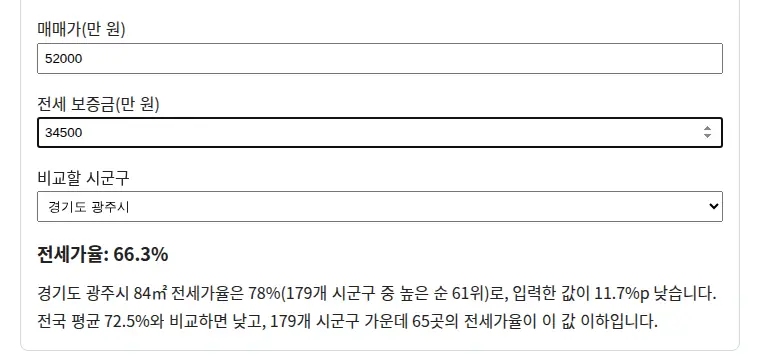 매매가(만 원)
52000
전세 보증금(만 원)
34500
비교할 시군구
경기도 광주시
전세가율: 66.3%
경기도 광주시 84㎡ 전세가율은 78%(179개 시군구 중 높은 순 61위)로, 입력한 값이 11.7%p 낮습니다.
전국 평균 72.5%와 비교하면 낮고, 179개 시군구 가운데 65곳의 전세가율이 이 값 이하입니다.